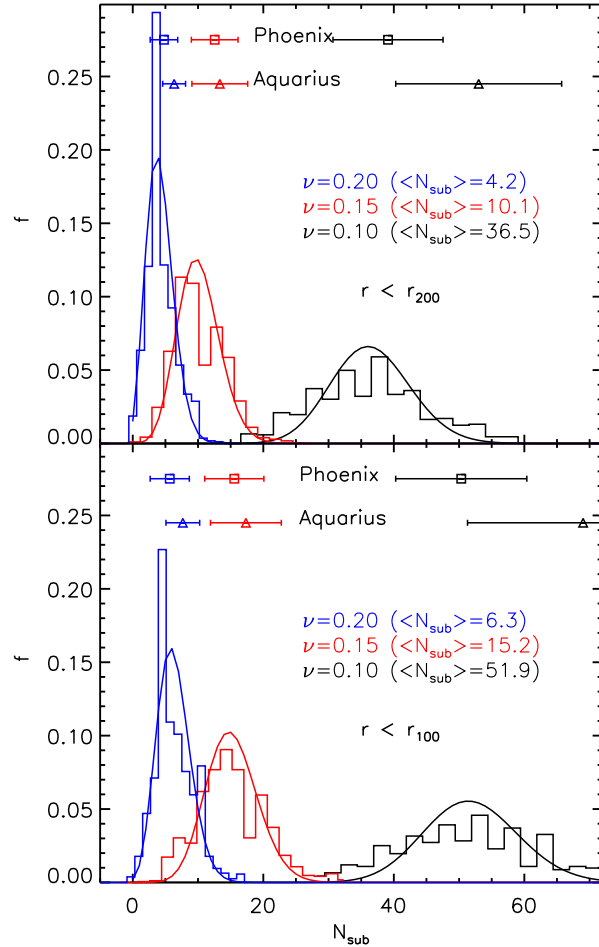 Phoenix
Aquarius
0.25
0.20
0.15
0.10
0.05
0.00
f
ν=0.20 (<N_sub>=4.2)
ν=0.15 (<N_sub>=10.1)
ν=0.10 (<N_sub>=36.5)
r < r_200
Phoenix
Aquarius
0.25
0.20
0.15
0.10
0.05
0.00
f
ν=0.20 (<N_sub>=6.3)
ν=0.15 (<N_sub>=15.2)
ν=0.10 (<N_sub>=51.9)
r < r_100
0 20 40 60
N_sub